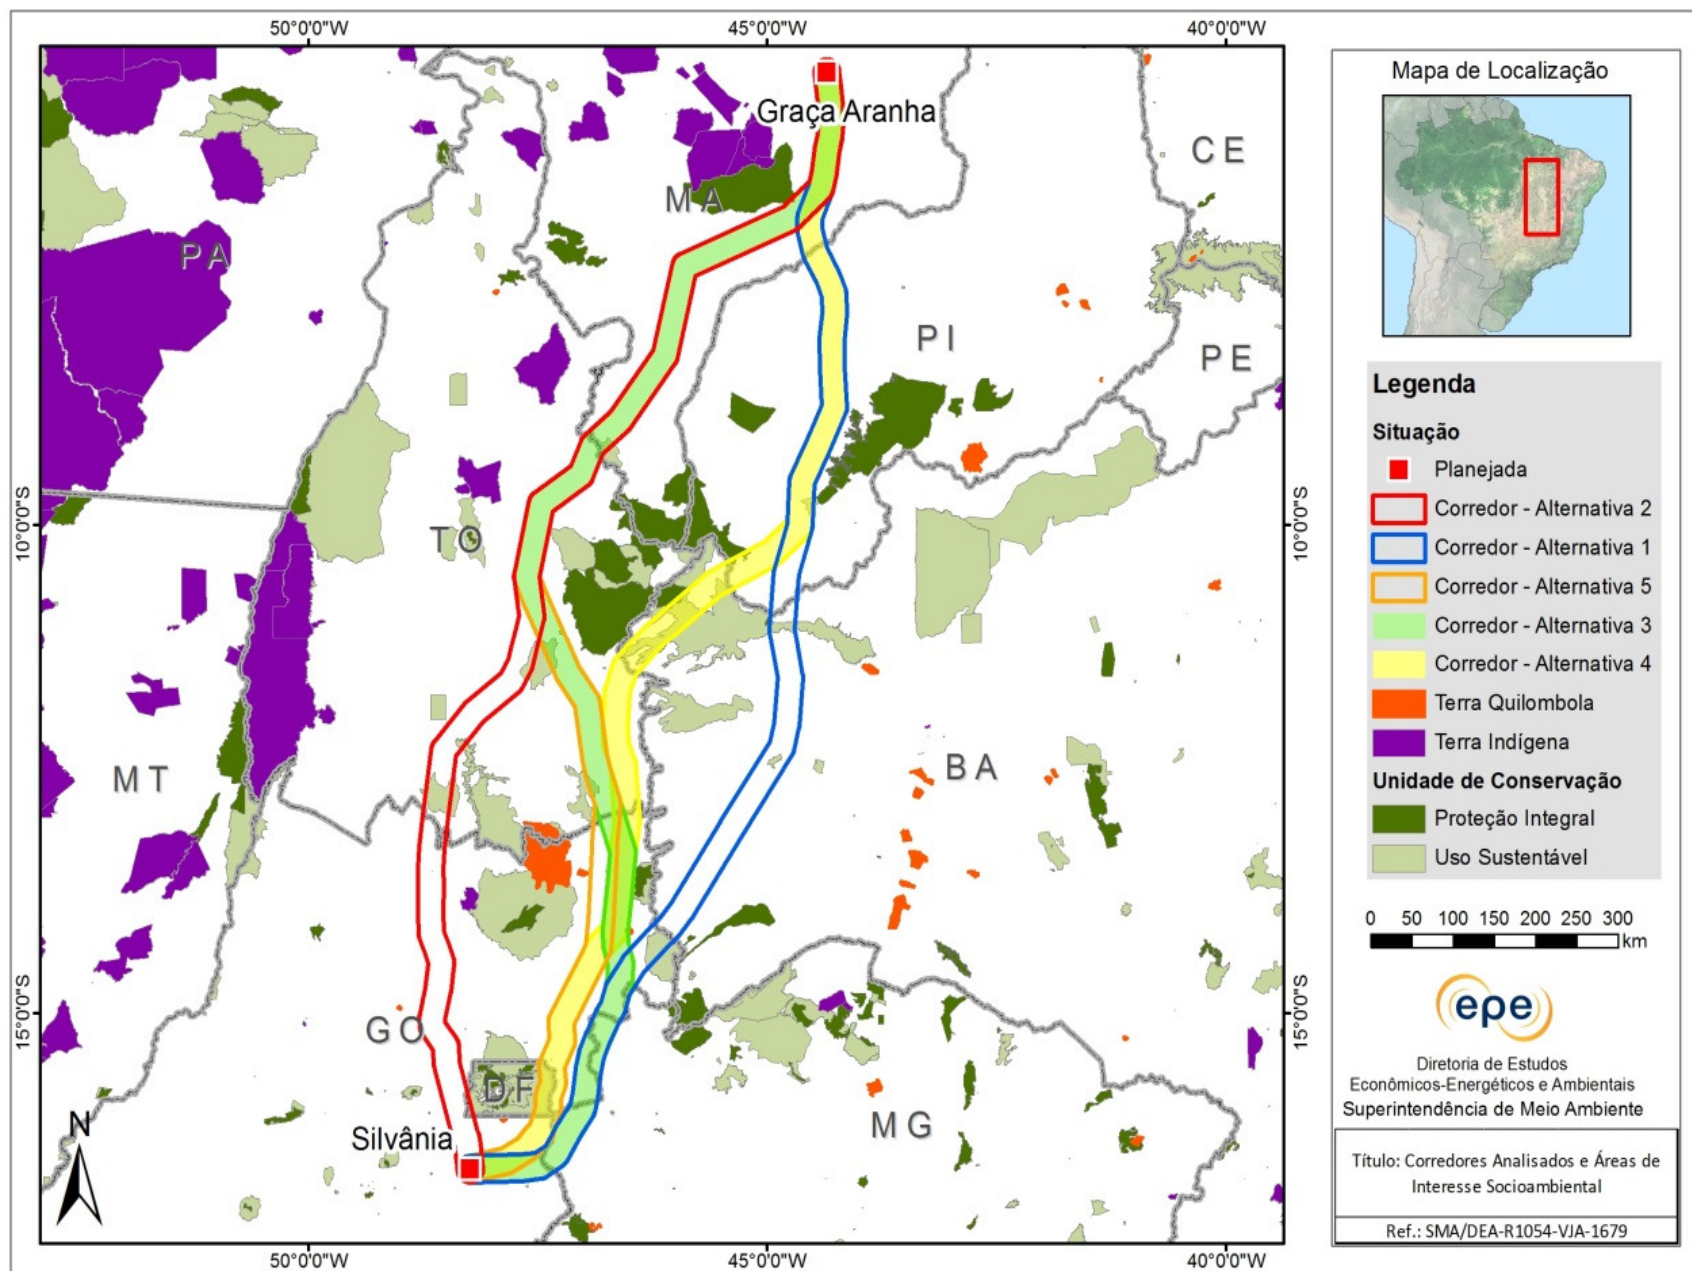 50°0'0"W
45°0'0"W
40°0'0"W
Graça Aranha
CE
MA
PA
PI
PE
10°0'0"S
10°0'0"S
TO
MT
BA
15°0'0"S
15°0'0"S
GO
DF
MG
Silvânia
N
50°0'0"W
45°0'0"W
40°0'0"W
Mapa de Localização
Legenda
Situação
Planejada
Corredor - Alternativa 2
Corredor - Alternativa 1
Corredor - Alternativa 5
Corredor - Alternativa 3
Corredor - Alternativa 4
Terra Quilombola
Terra Indígena
Unidade de Conservação
Proteção Integral
Uso Sustentável
0 50 100 150 200 250 300
km
epe
Diretoria de Estudos
Econômicos-Energéticos e Ambientais
Superintendência de Meio Ambiente
Título: Corredores Analisados e Áreas de
Interesse Socioambiental
Ref.: SMA/DEA-R1054-VJA-1679